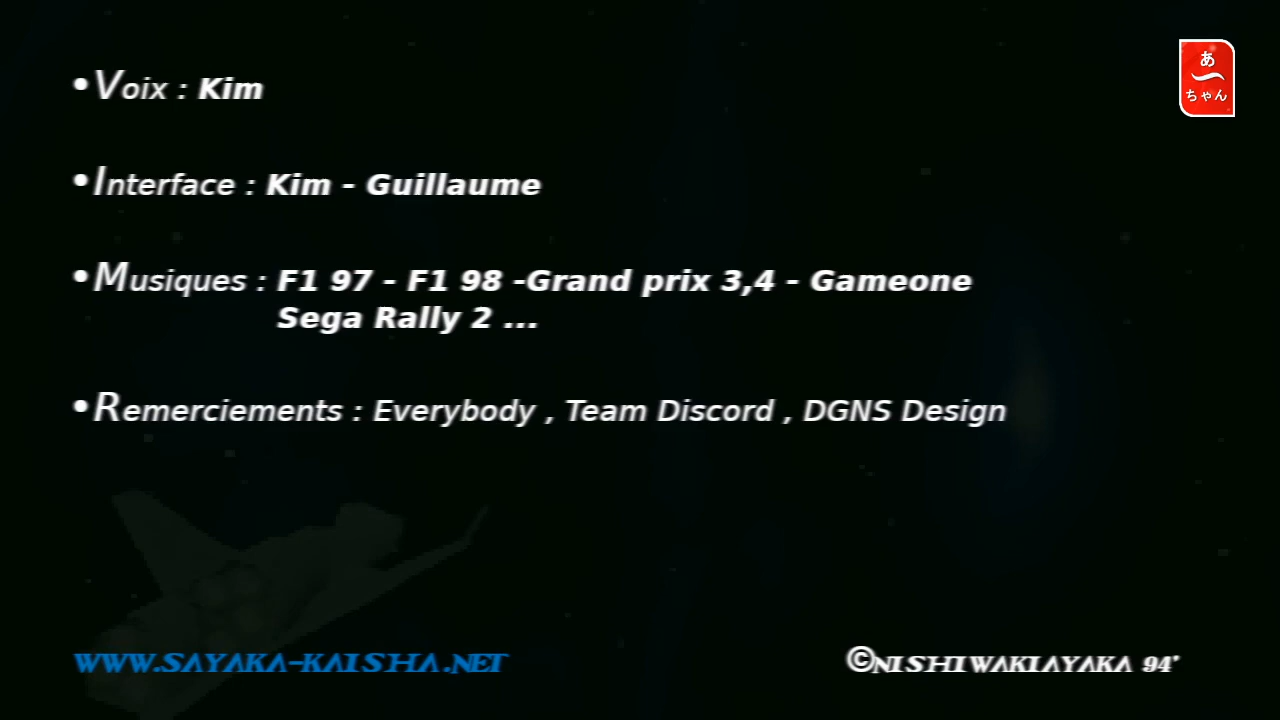 •Voix : Kim
あー
ちゃん
•Interface : Kim - Guillaume
•Musiques : F1 97 - F1 98 -Grand prix 3,4 - Gameone
Sega Rally 2 ...
•Remerciements : Everybody , Team Discord , DGNS Design
WWW.SAYAKA-KAISHA.NET
©NISHIWAKIAYAKA 94'